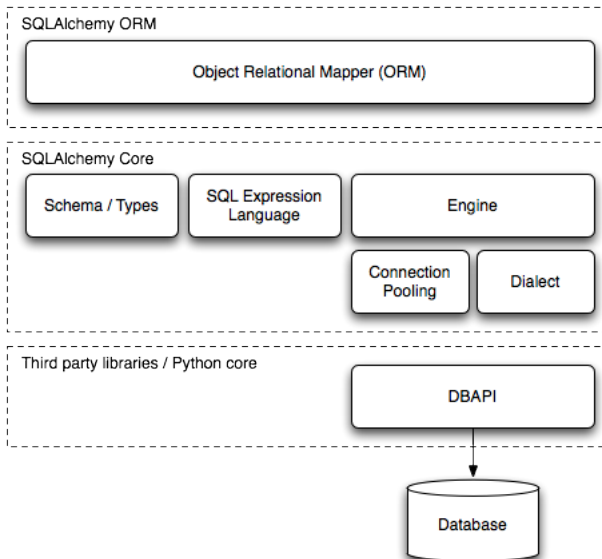 SQLAlchemy ORM
Object Relational Mapper (ORM)
SQLAlchemy Core
Schema / Types
SQL Expression
Language
Engine
Connection
Pooling
Dialect
Third party libraries / Python core
DBAPI
Database